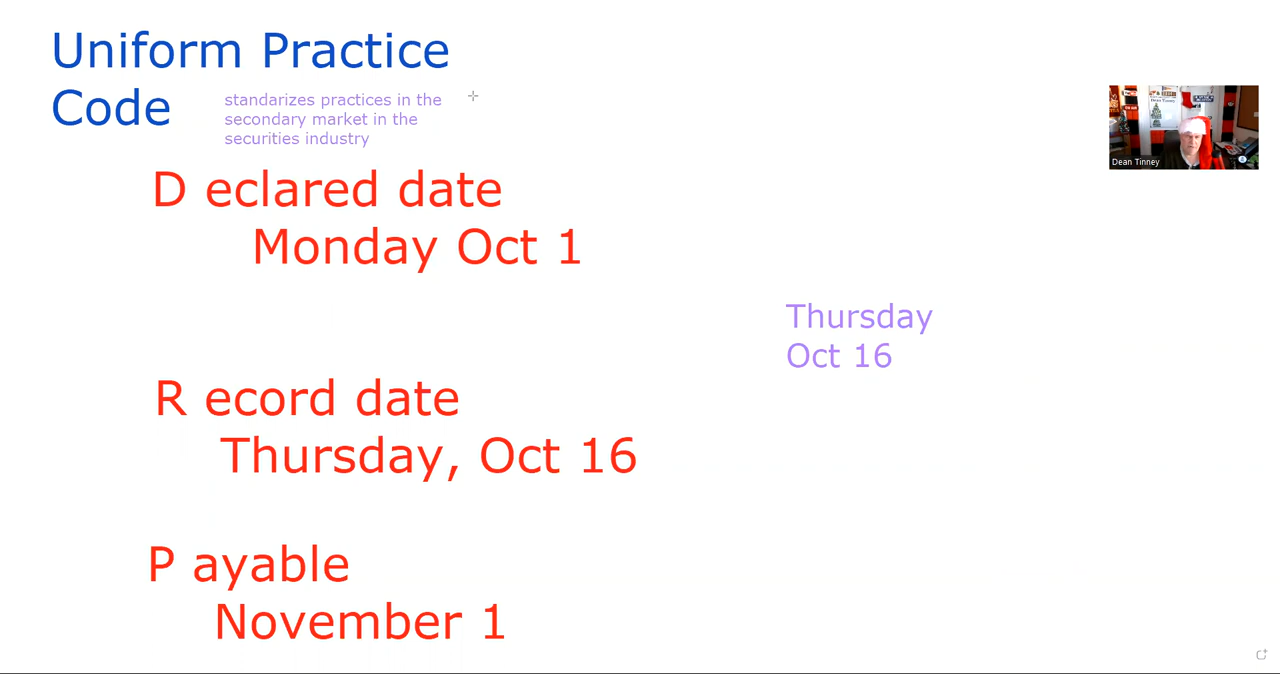 Uniform Practice
Code
standarizes practices in the
secondary market in the
securities industry
Dean Tinney
D eclared date
Monday Oct 1
Thursday
Oct 16
R ecord date
Thursday, Oct 16
P ayable
November 1